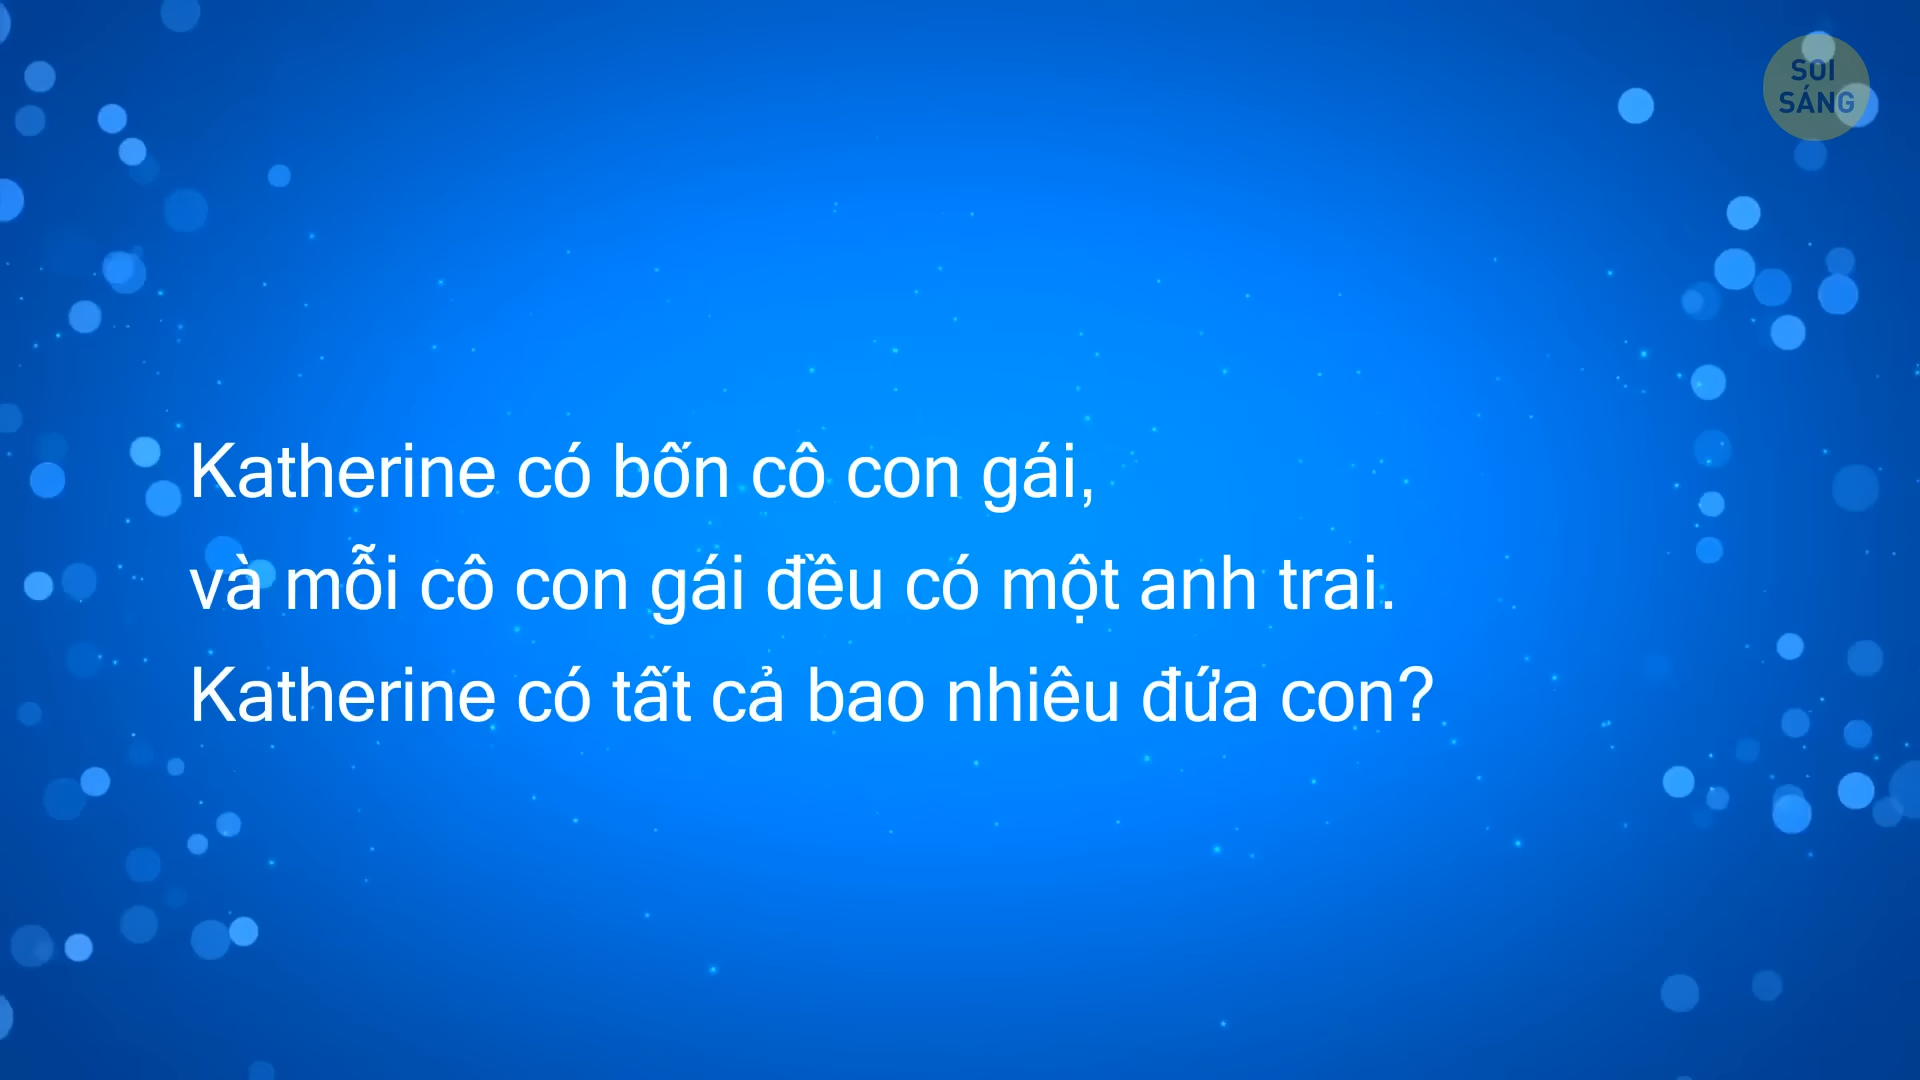 SOI
SÁNG
Katherine có bốn cô con gái,
và mỗi cô con gái đều có một anh trai.
Katherine có tất cả bao nhiêu đứa con?